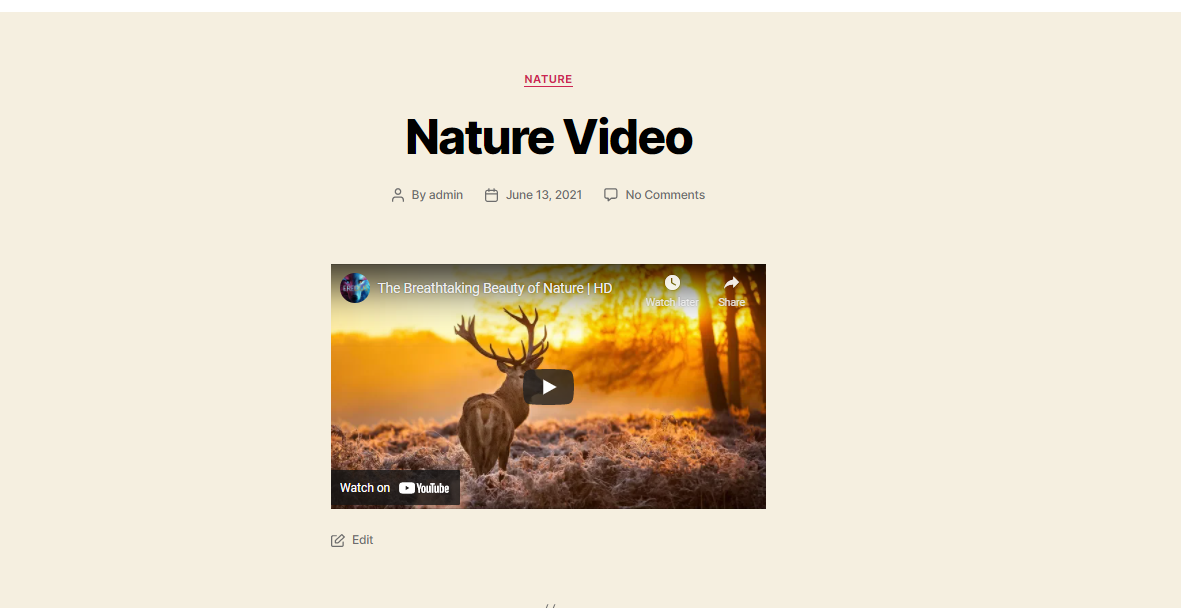 NATURE
Nature Video
By admin June 13, 2021 No Comments
The Breathtaking Beauty of Nature | HD
Watch later Share
Watch on YouTube
Edit